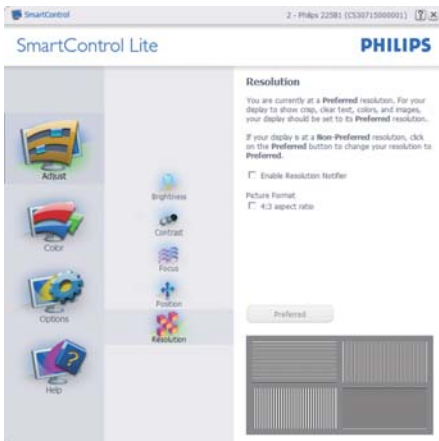 SmartControl
2 - Philips 225B1 (CS30715000001)
SmartControl Lite
PHILIPS
Adjust
Color
Options
Help
Brightness
Contrast
Focus
Position
Resolution
Resolution
You are currently at a Preferred resolution. For your
display to show crisp, clear text, colors, and images,
your display should be set to its Preferred resolution.
If your display is at a Non-Preferred resolution, click
on the Preferred button to change your resolution to
Preferred.
Enable Resolution Notifier
Picture Format
4:3 aspect ratio
Preferred